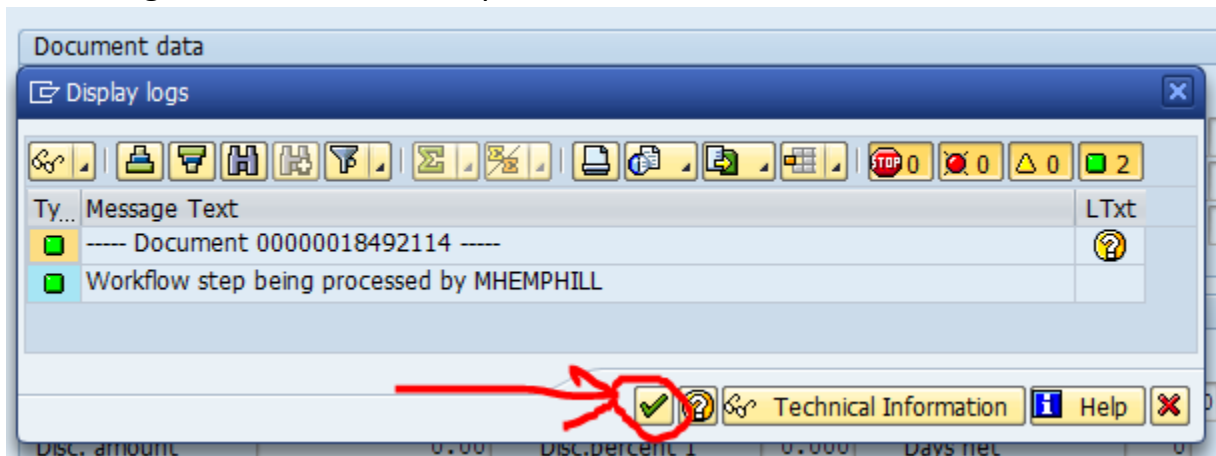 Document data
Display logs
STOP 0 0 0 2
Ty... Message Text LTxt
----- Document 00000018492114 -----
Workflow step being processed by MHEMPHILL
Technical Information Help
Disc. amount 0.00 Disc.percent 1 0.000 Days net 0